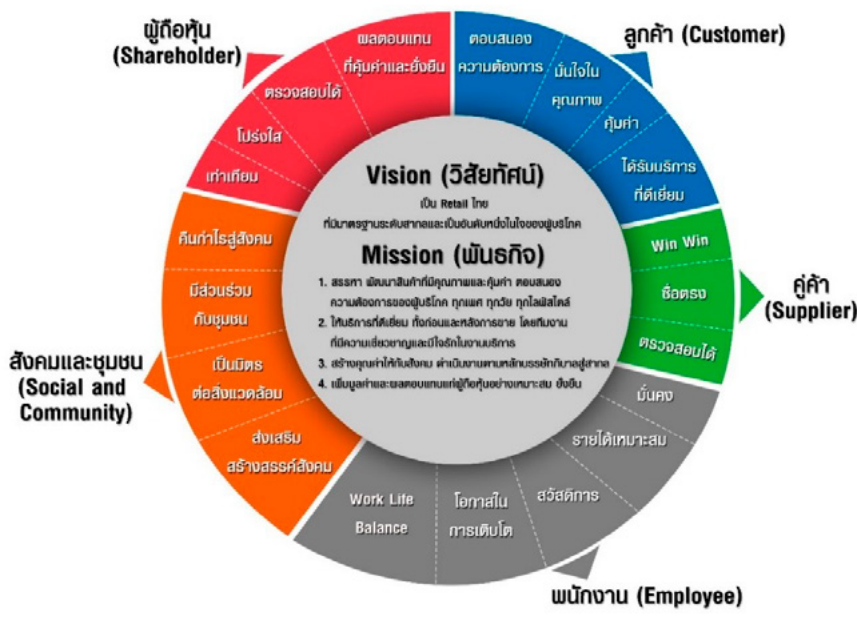 ผู้ถือหุ้น
(Shareholder)
ผลตอบแทน
ที่คุ้มค่าและยั่งยืน
ตรวจสอบได้
โปร่งใส
เท่าเทียม
ลูกค้า (Customer)
ตอบสนอง
ความต้องการ
มั่นใจใน
คุณภาพ
คุ้มค่า
ได้รับบริการ
ที่ดีเยี่ยม
Vision (วิสัยทัศน์)
เป็น Retail ไทย
ที่มีมาตรฐานระดับสากลและเป็นอันดับหนึ่งในใจของผู้บริโภค
Mission (พันธกิจ)
1. สรรหา พัฒนาสินค้าที่มีคุณภาพและคุ้มค่า ตอบสนอง
ความต้องการของผู้บริโภค ทุกเพศ ทุกวัย ทุกไลฟ์สไตล์
2. ให้บริการที่ดีเยี่ยม ทั้งก่อนและหลังการขาย โดยทีมงาน
ที่มีความเชี่ยวชาญและมีใจรักในงานบริการ
3. สร้างคุณค่าให้กับสังคม ดำเนินงานตามหลักบรรษัทภิบาลสู่สากล
4. เพิ่มมูลค่าและผลตอบแทนแก่ผู้ถือหุ้นอย่างเหมาะสม ยั่งยืน
Win Win
ซื่อตรง
ตรวจสอบได้
คู่ค้า
(Supplier)
คืนกำไรสู่สังคม
มีส่วนร่วม
กับชุมชน
เป็นมิตร
ต่อสิ่งแวดล้อม
ส่งเสริม
สร้างสรรค์สังคม
สังคมและชุมชน
(Social and
Community)
มั่นคง
รายได้เหมาะสม
สวัสดิการ
โอกาสใน
การเติบโต
Work Life
Balance
พนักงาน (Employee)